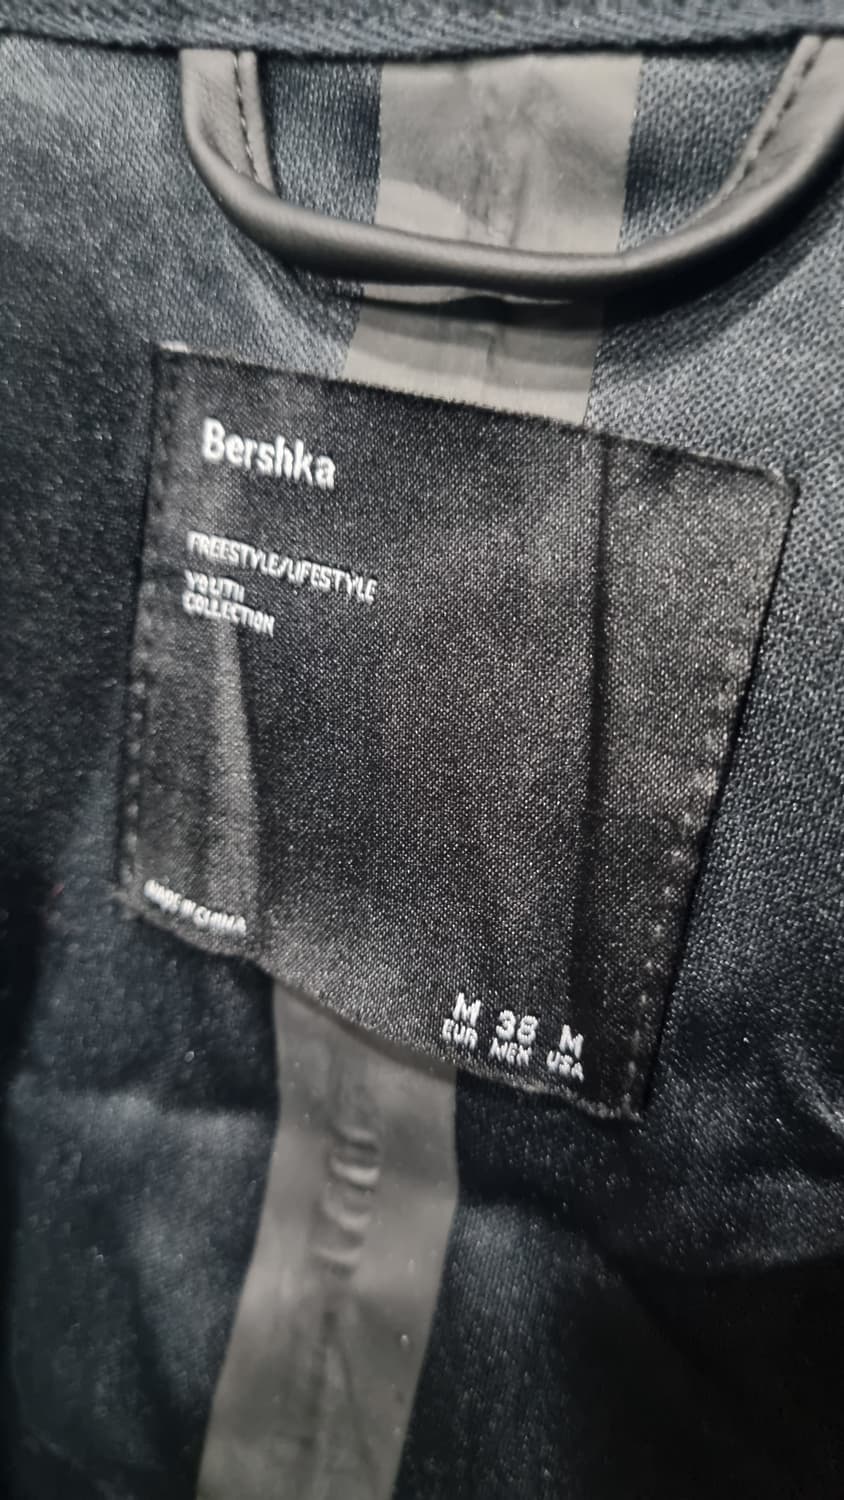 Bershka
FREESTYLE/LIFESTYLE
YOUTH
COLLECTION
MADE IN CHINA
M 38 M
EUR MEX USA